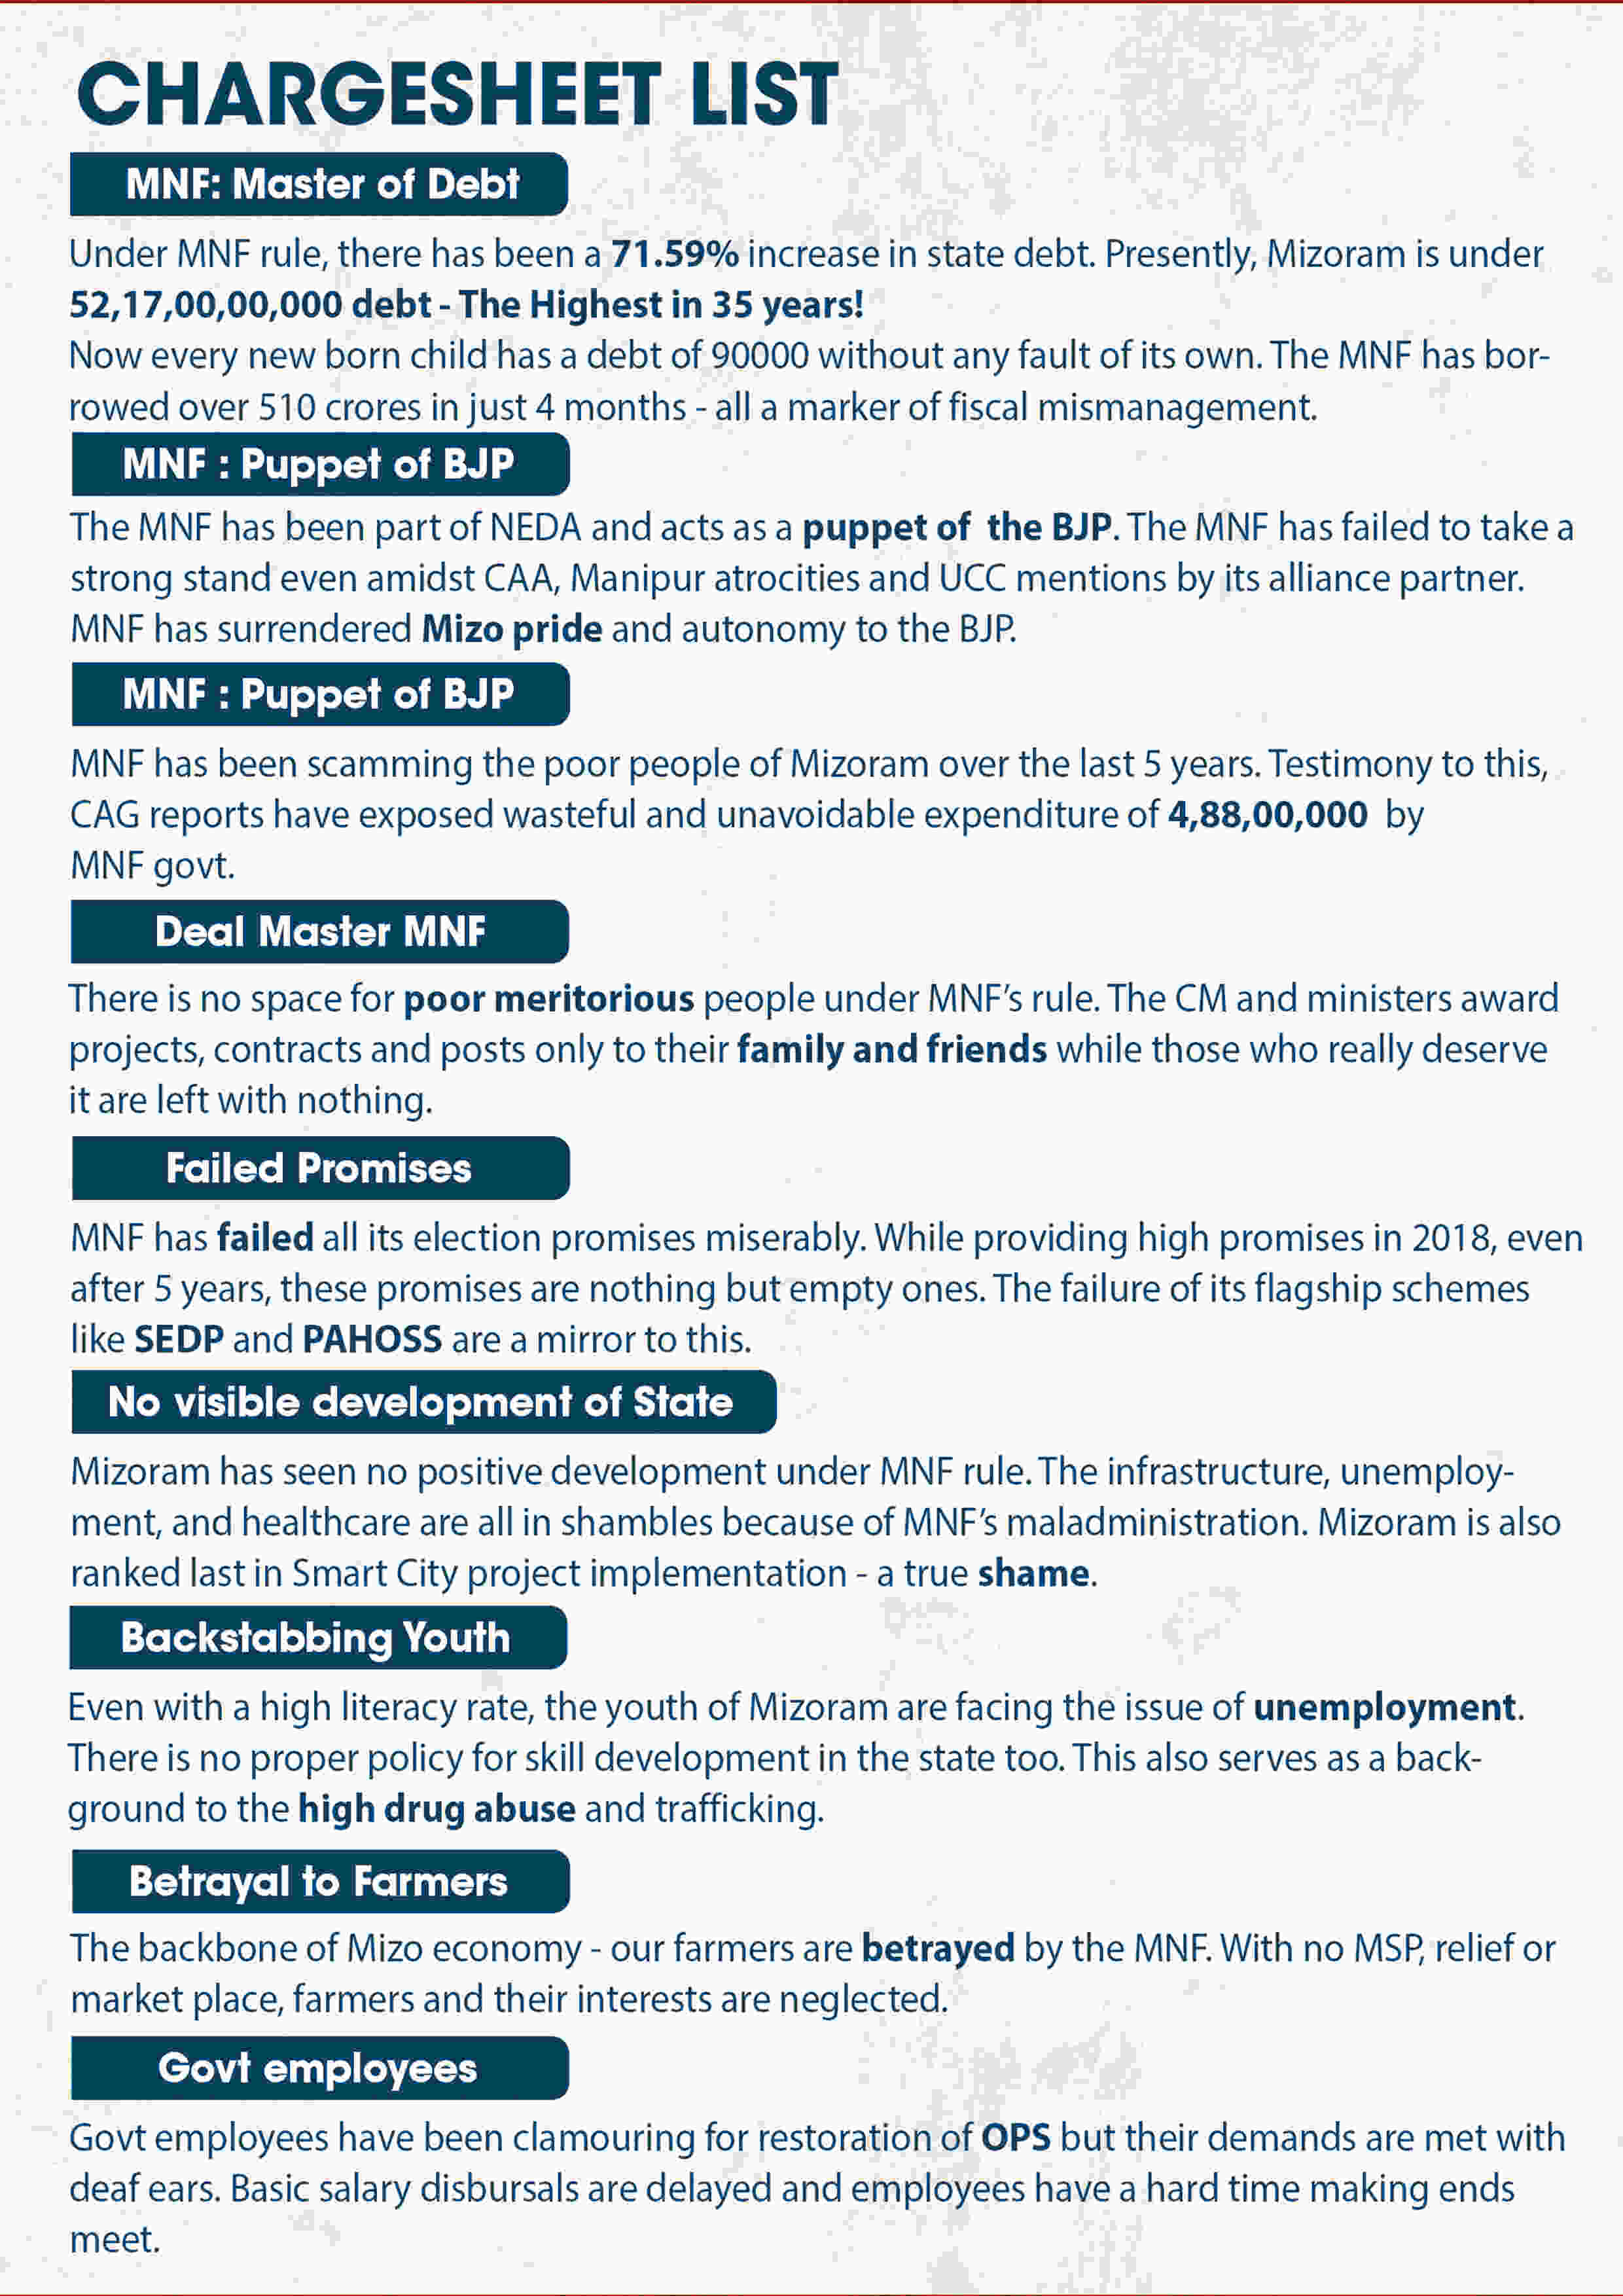 CHARGESHEET LIST
MNF: Master of Debt
Under MNF rule, there has been a 71.59% increase in state debt. Presently, Mizoram is under
52,17,00,00,000 debt - The Highest in 35 years!
Now every new born child has a debt of 90000 without any fault of its own. The MNF has bor-
rowed over 510 crores in just 4 months - all a marker of fiscal mismanagement.
MNF : Puppet of BJP
The MNF has been part of NEDA and acts as a puppet of the BJP. The MNF has failed to take a
strong stand even amidst CAA, Manipur atrocities and UCC mentions by its alliance partner.
MNF has surrendered Mizo pride and autonomy to the BJP.
MNF : Puppet of BJP
MNF has been scamming the poor people of Mizoram over the last 5 years. Testimony to this,
CAG reports have exposed wasteful and unavoidable expenditure of 4,88,00,000 by
MNF govt.
Deal Master MNF
There is no space for poor meritorious people under MNF's rule. The CM and ministers award
projects, contracts and posts only to their family and friends while those who really deserve
it are left with nothing.
Failed Promises
MNF has failed all its election promises miserably. While providing high promises in 2018, even
after 5 years, these promises are nothing but empty ones. The failure of its flagship schemes
like SEDP and PAHOSS are a mirror to this.
No visible development of State
Mizoram has seen no positive development under MNF rule. The infrastructure, unemploy-
ment, and healthcare are all in shambles because of MNF's maladministration. Mizoram is also
ranked last in Smart City project implementation - a true shame.
Backstabbing Youth
Even with a high literacy rate, the youth of Mizoram are facing the issue of unemployment.
There is no proper policy for skill development in the state too. This also serves as a back-
ground to the high drug abuse and trafficking.
Betrayal to Farmers
The backbone of Mizo economy - our farmers are betrayed by the MNF. With no MSP, relief or
market place, farmers and their interests are neglected.
Govt employees
Govt employees have been clamouring for restoration of OPS but their demands are met with
deaf ears. Basic salary disbursals are delayed and employees have a hard time making ends
meet.